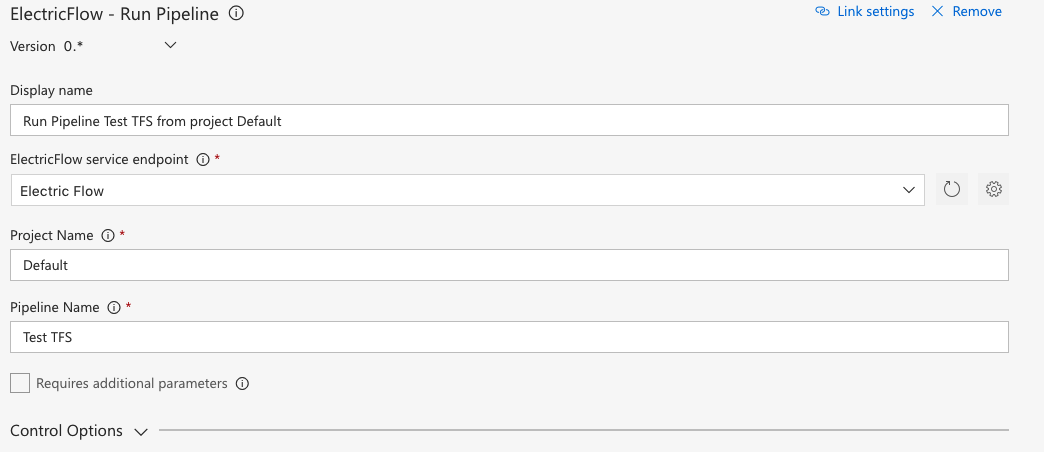 ElectricFlow - Run Pipeline
Link settings
Remove
Version 0.*
Display name
Run Pipeline Test TFS from project Default
ElectricFlow service endpoint *
Electric Flow
Project Name *
Default
Pipeline Name *
Test TFS
Requires additional parameters
Control Options